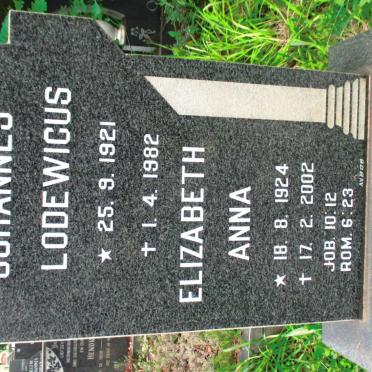 JOHANNES
LODEWICUS
★ 25. 9. 1921
† 1. 4. 1982
ELIZABETH
ANNA
★ 18. 8. 1924
† 17. 2. 2002
JOB. 10:12
ROM. 6:23